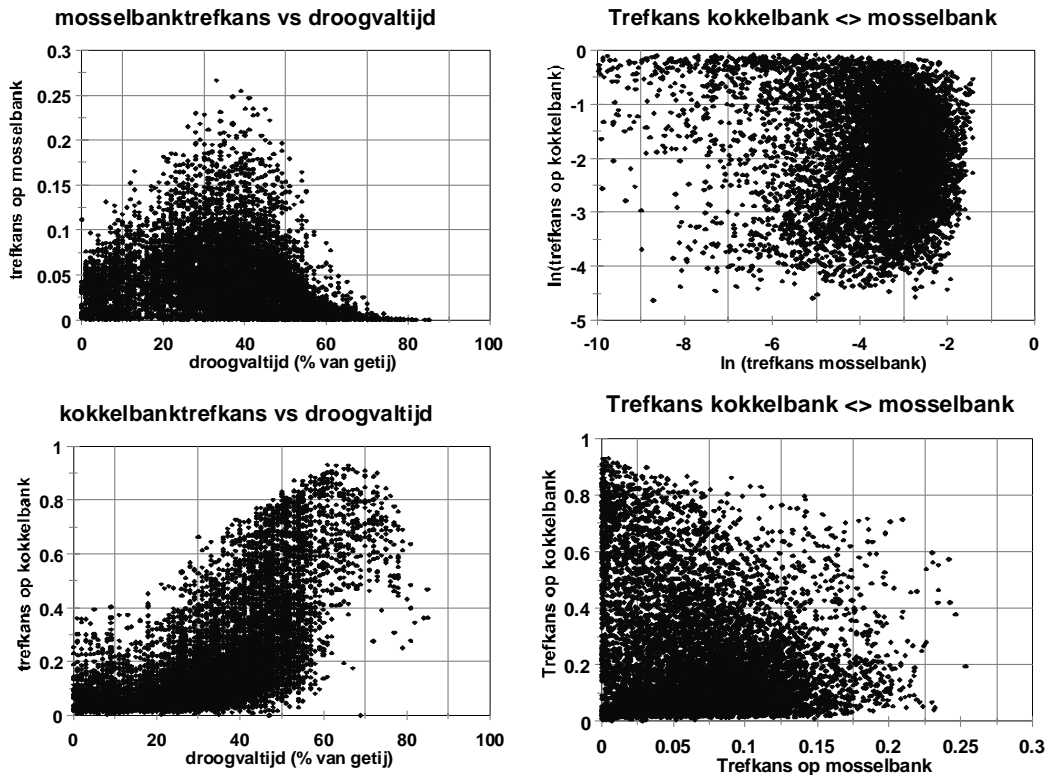 mosselbanktrefkans vs droogvaltijd
trefkans op mosselbank
0.3
0.25
0.2
0.15
0.1
0.05
0
0 20 40 60 80 100
droogvaltijd (% van getij)
Trefkans kokkelbank <> mosselbank
ln(trefkans op kokkelbank)
0
-1
-2
-3
-4
-5
-10 -8 -6 -4 -2 0
ln (trefkans mosselbank)
kokkelbanktrefkans vs droogvaltijd
trefkans op kokkelbank
1
0.8
0.6
0.4
0.2
0
0 20 40 60 80 100
droogvaltijd (% van getij)
Trefkans kokkelbank <> mosselbank
Trefkans op kokkelbank
1
0.8
0.6
0.4
0.2
0
0 0.05 0.1 0.15 0.2 0.25 0.3
Trefkans op mosselbank